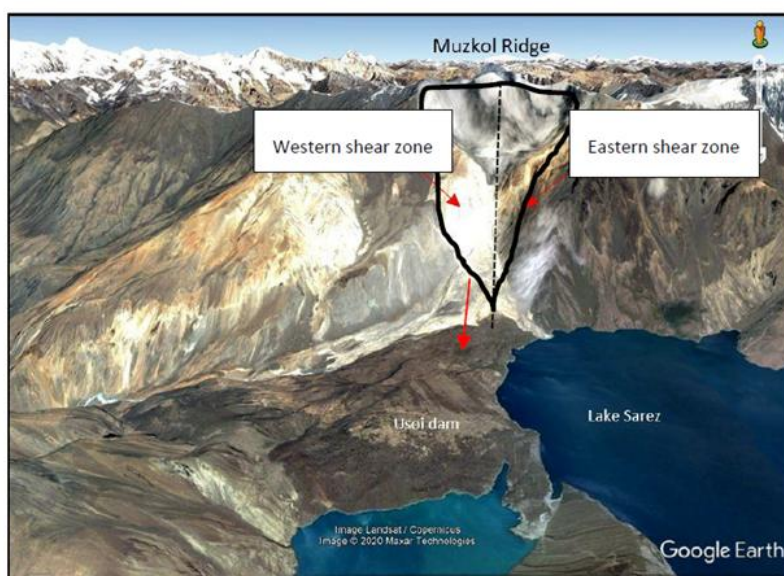 Muzkol Ridge
Western shear zone
Eastern shear zone
Usoi dam
Lake Sarez
Image Landsat / Copernicus
Image © 2020 Maxar Technologies
Google Earth